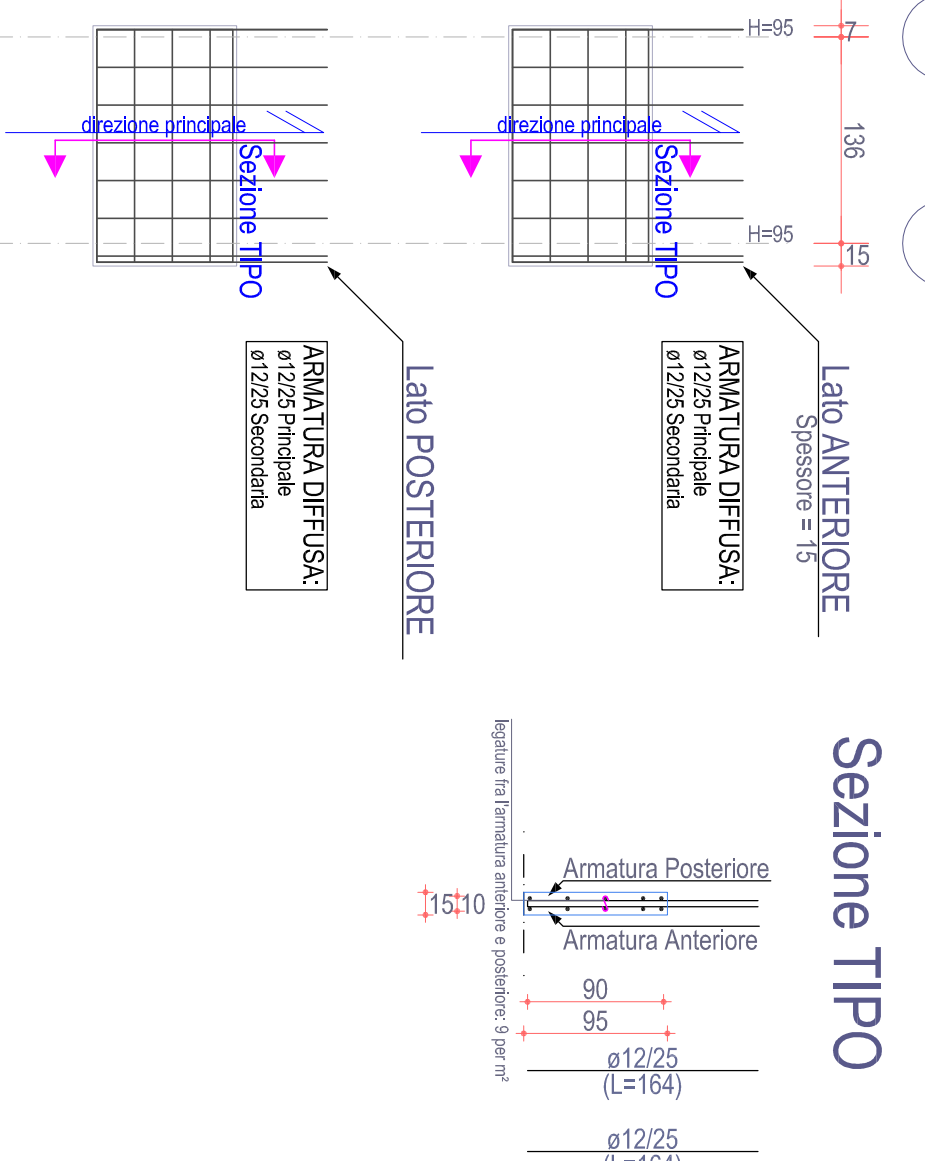 H=95
7
direzione principale
direzione principale
136
Sezione TIPO
Sezione TIPO
H=95
15
Lato POSTERIORE
ARMATURA DIFFUSA:
ø12/25 Principale
ø12/25 Secondaria
Lato ANTERIORE
Spessore = 15
ARMATURA DIFFUSA:
ø12/25 Principale
ø12/25 Secondaria
Sezione TIPO
legature fra l'armatura anteriore e posteriore: 9 per m²
Armatura Posteriore
15
10
Armatura Anteriore
90
95
ø12/25
(L=164)
ø12/25
(L=164)